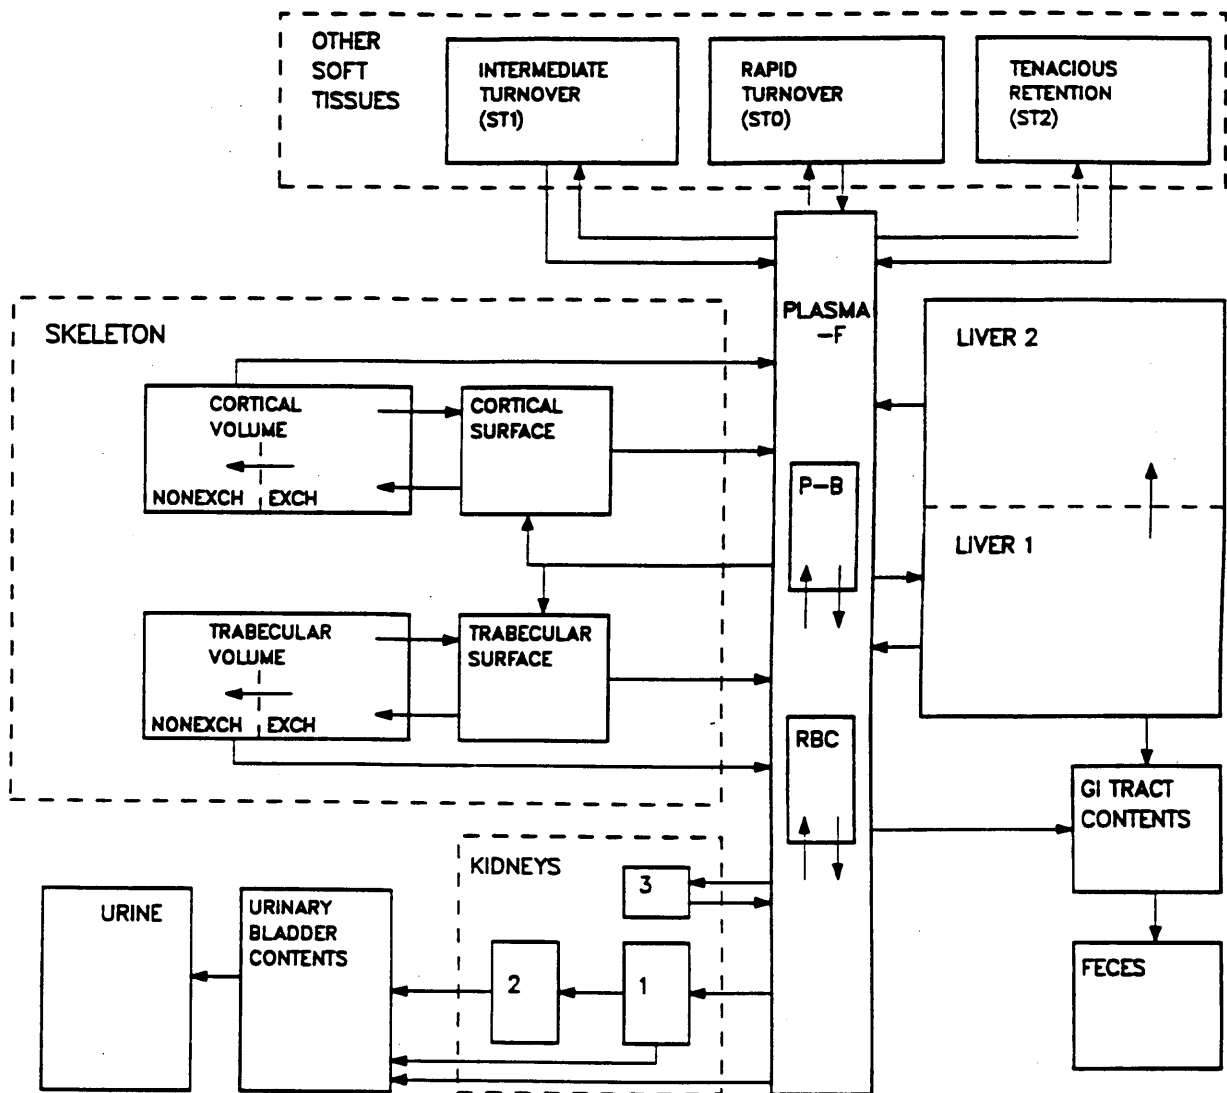 OTHER
SOFT
TISSUES
INTERMEDIATE
TURNOVER
(ST1)
RAPID
TURNOVER
(ST0)
TENACIOUS
RETENTION
(ST2)
PLASMA
-F
SKELETON
CORTICAL
VOLUME
NONEXCH
EXCH
CORTICAL
SURFACE
P-B
LIVER 2
LIVER 1
TRABECULAR
VOLUME
NONEXCH
EXCH
TRABECULAR
SURFACE
RBC
GI TRACT
CONTENTS
FECES
KIDNEYS
3
2
1
URINARY
BLADDER
CONTENTS
URINE